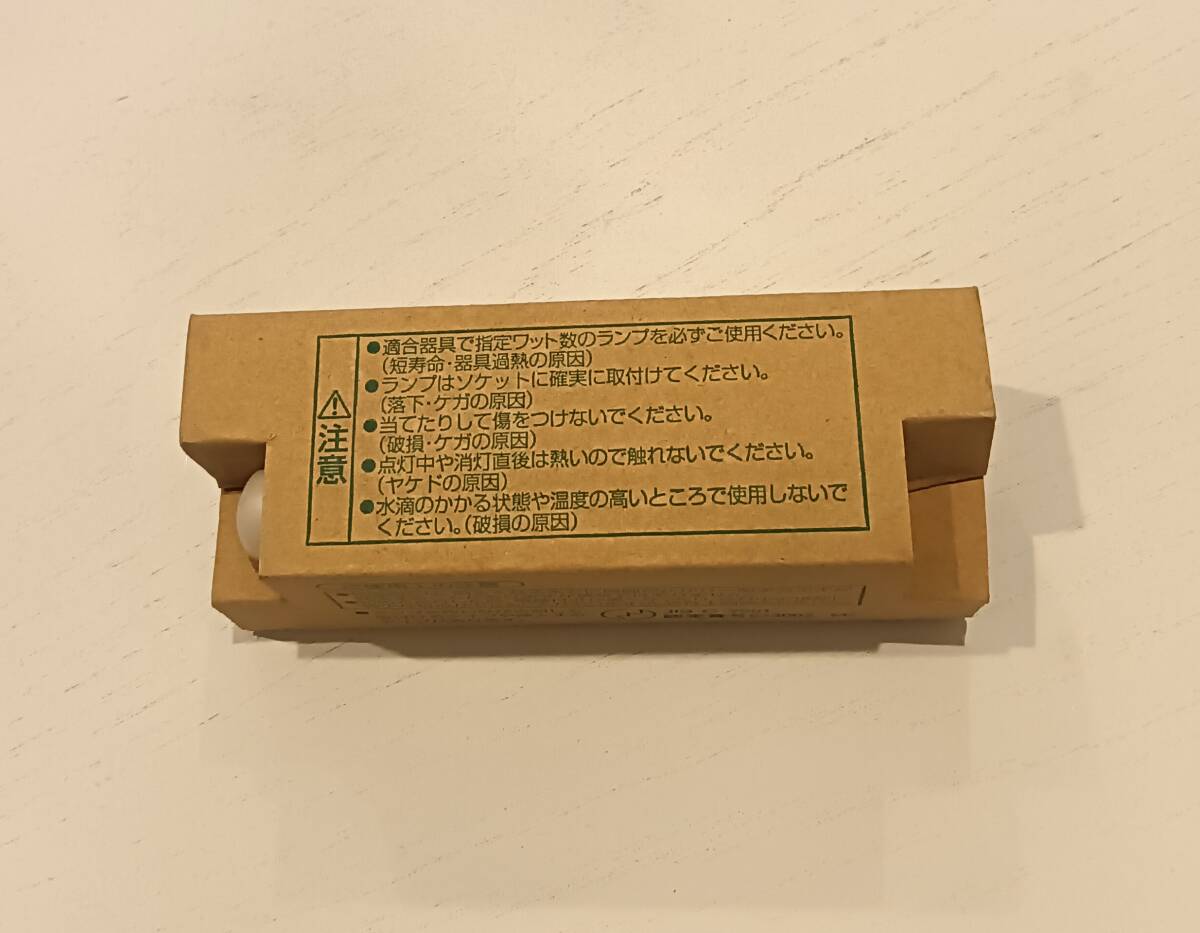 ⚠注意
●適合器具で指定ワット数のランプを必ずご使用ください。
(短寿命・器具過熱の原因)
●ランプはソケットに確実に取付けてください。
(落下・ケガの原因)
●当てたりして傷をつけないでください。
(破損・ケガの原因)
●点灯中や消灯直後は熱いので触れないでください。
(ヤケドの原因)
●水滴のかかる状態や温度の高いところで使用しないで
ください。(破損の原因)